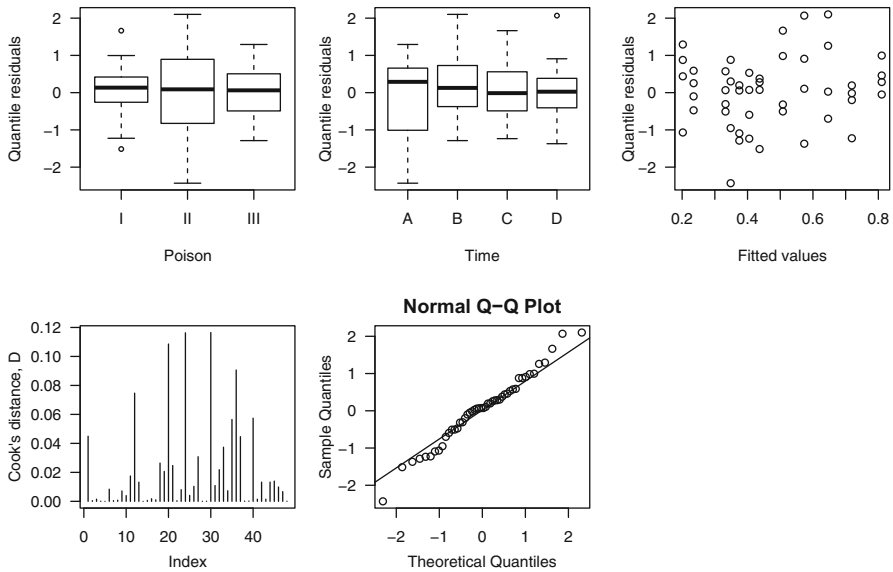 Quantile residuals
2
1
0
−1
−2
I
II
III
Poison
Quantile residuals
2
1
0
−1
−2
A
B
C
D
Time
Quantile residuals
2
1
0
−1
−2
0.2
0.4
0.6
0.8
Fitted values
Cook's distance, D
0.12
0.10
0.08
0.06
0.04
0.02
0.00
0
10
20
30
40
Index
Normal Q−Q Plot
Sample Quantiles
2
1
0
−1
−2
−2
−1
0
1
2
Theoretical Quantiles